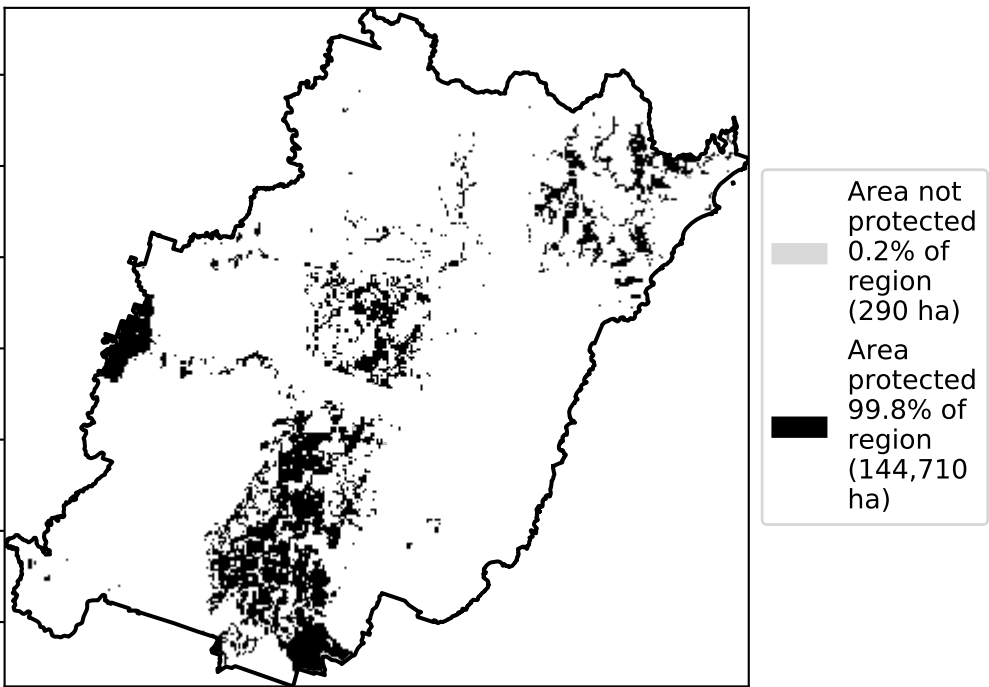 Area not
protected
0.2% of
region
(290 ha)
Area
protected
99.8% of
region
(144,710
ha)